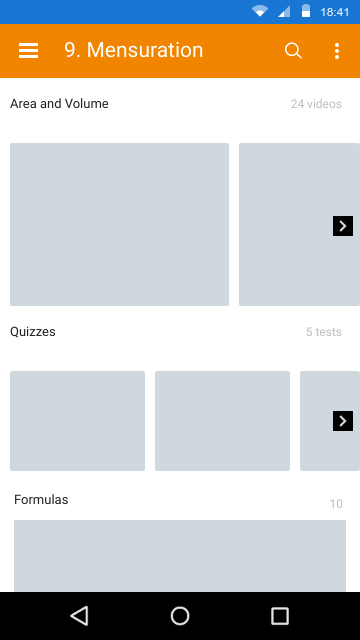 18:41
9. Mensuration
Area and Volume
24 videos
Quizzes
5 tests
Formulas
10